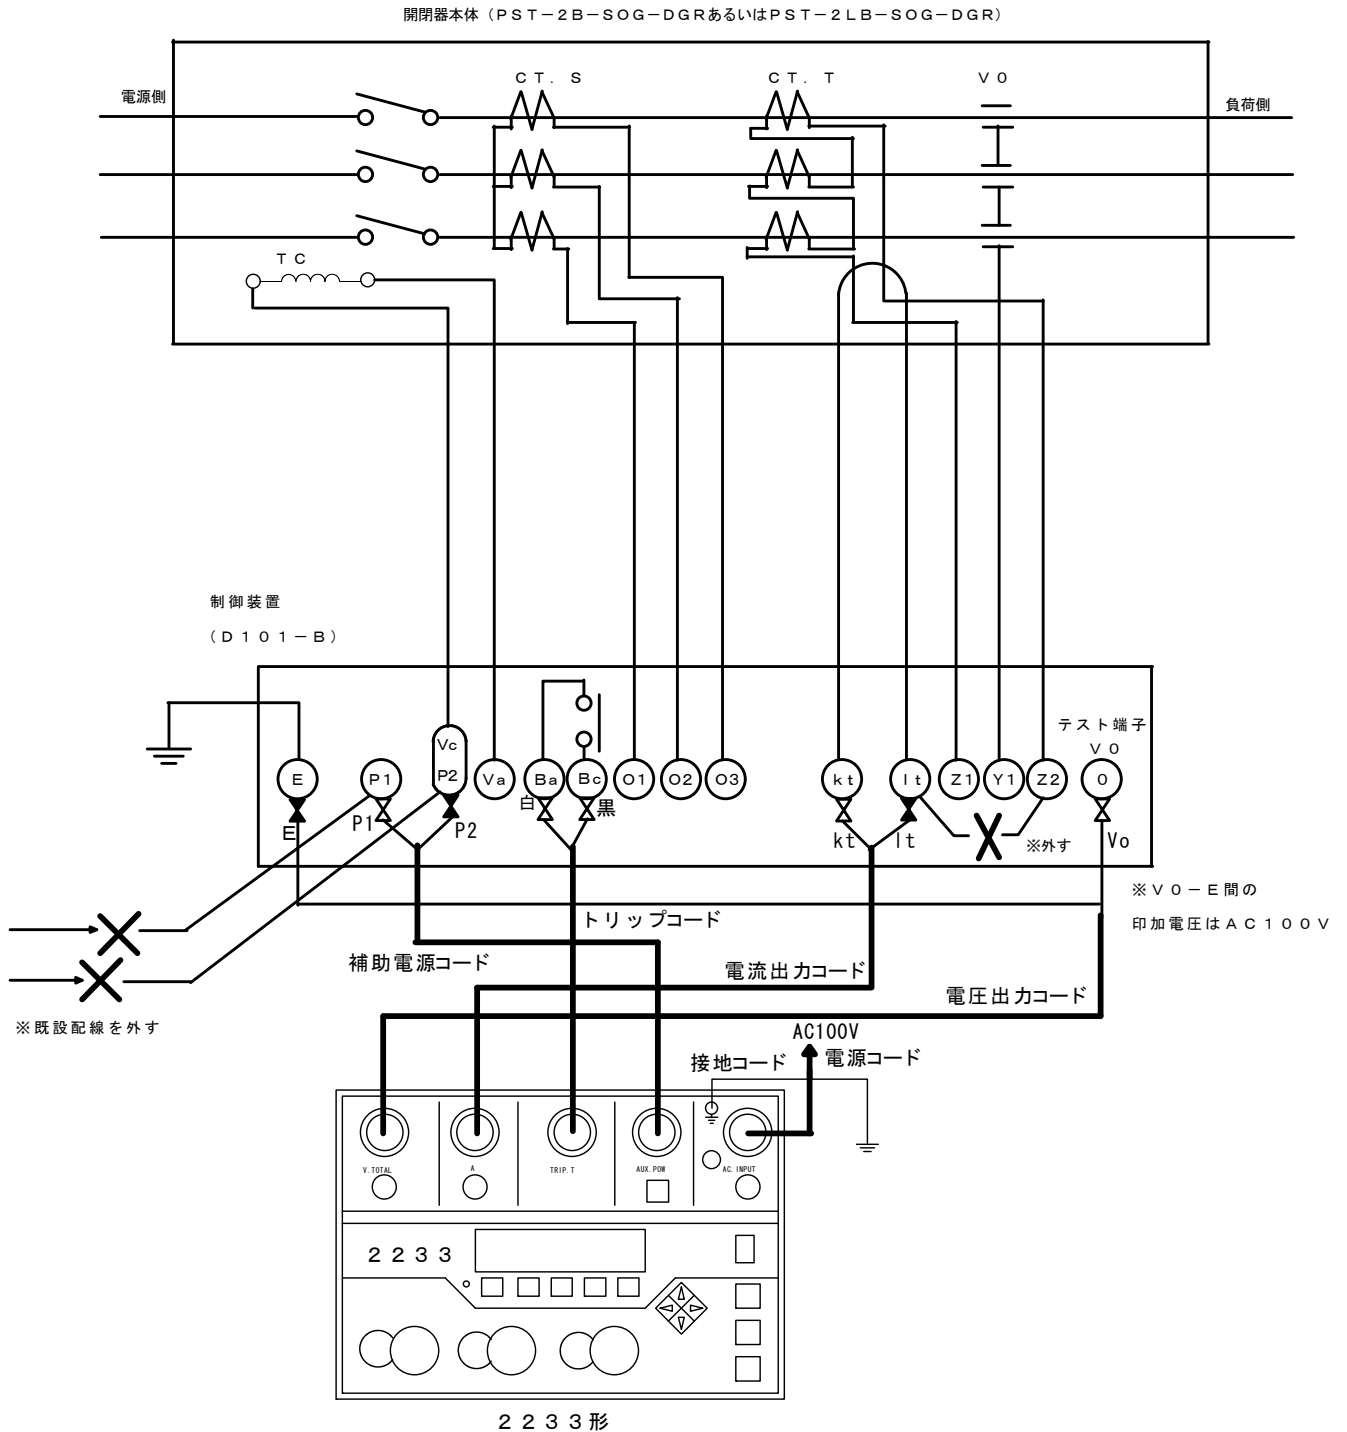 開閉器本体（ＰＳＴ－２Ｂ－ＳＯＧ－ＤＧＲあるいはＰＳＴ－２ＬＢ－ＳＯＧ－ＤＧＲ）
ＣＴ．Ｓ
ＣＴ．Ｔ
Ｖ０
電源側
負荷側
ＴＣ
制御装置
（Ｄ１０１－Ｂ）
テスト端子
Ｖ０
Vc
E
P1
P2
Va
Ba
Bc
O1
O2
O3
kt
lt
Z1
Y1
Z2
0
E
P1
P2
白
黒
kt
lt
※外す
Vo
※Ｖ０－Ｅ間の
印加電圧はＡＣ１００Ｖ
トリップコード
補助電源コード
電流出力コード
電圧出力コード
※既設配線を外す
AC100V
接地コード
電源コード
V.TOTAL
A
TRIP.T
AUX.POW
AC.INPUT
２２３３
２２３３形